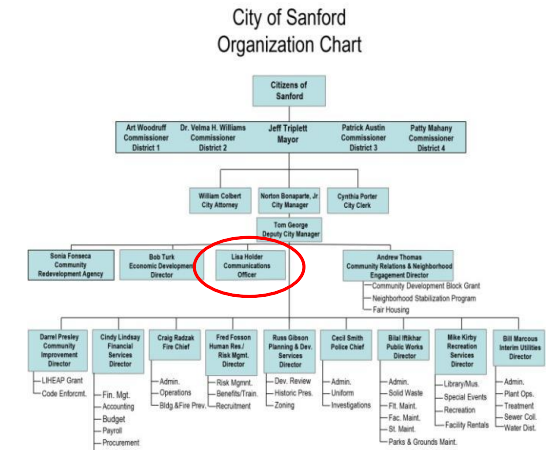 City of Sanford
Organization Chart
Citizens of
Sanford
Art Woodruff
Commissioner
District 1
Dr. Velma H. Williams
Commissioner
District 2
Jeff Triplett
Mayor
Patrick Austin
Commissioner
District 3
Patty Mahany
Commissioner
District 4
William Colbert
City Attorney
Norton Bonaparte, Jr
City Manager
Cynthia Porter
City Clerk
Tom George
Deputy City Manager
Sonia Fonseca
Community
Redevelopment Agency
Bob Turk
Economic Development
Director
Lisa Holder
Communications
Officer
Andrew Thomas
Community Relations & Neighborhood
Engagement Director
Community Development Block Grant
Neighborhood Stabilization Program
Fair Housing
Darrel Presley
Community
Improvement
Director
LIHEAP Grant
Code Enforcmt.
Cindy Lindsay
Financial
Services
Director
Fin. Mgt.
Accounting
Budget
Payroll
Procurement
Craig Radzak
Fire Chief
Admin.
Operations
Bldg.&Fire Prev.
Fred Fosson
Human Res./
Risk Mgmt.
Director
Risk Mgmnt.
Benefits/Train.
Recruitment
Russ Gibson
Planning & Dev.
Services
Director
Dev. Review
Historic Pres.
Zoning
Cecil Smith
Police Chief
Admin.
Uniform
Investigations
Bilal Iftikhar
Public Works
Director
Admin.
Solid Waste
Flt. Maint.
Fac. Maint.
St. Maint.
Parks & Grounds Maint.
Mike Kirby
Recreation
Services
Director
Library/Mus.
Special Events
Recreation
Facility Rentals
Bill Marcous
Interim Utilities
Director
Admin.
Plant Ops.
Treatment
Sewer Coll.
Water Dist.